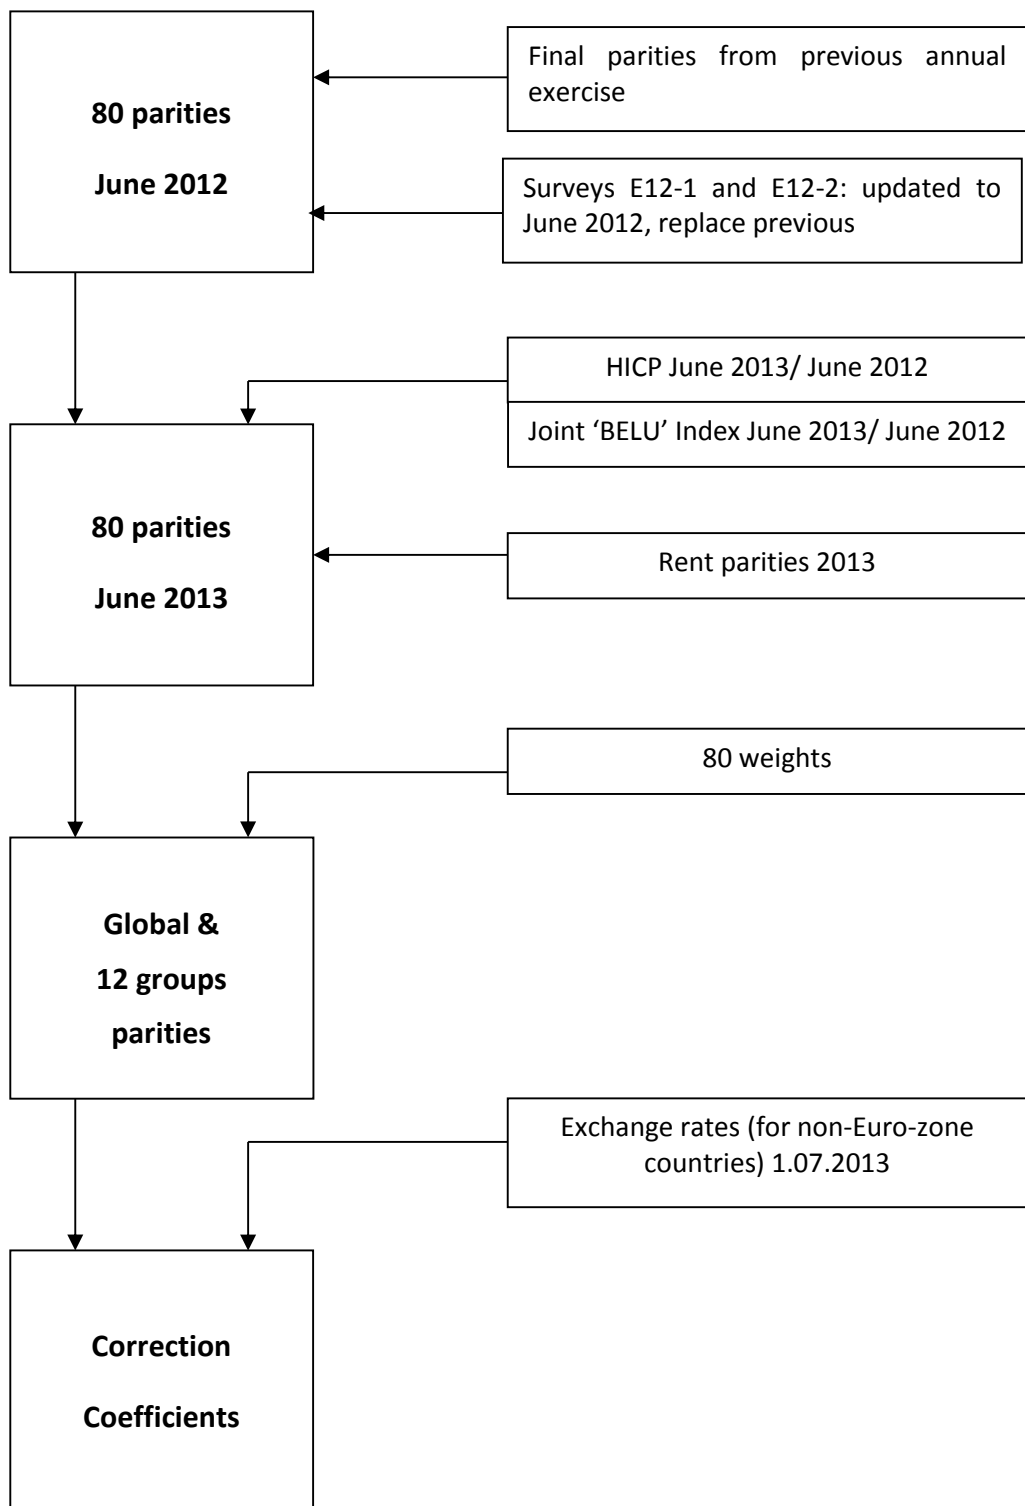 80 parities
June 2012
Final parities from previous annual
exercise
Surveys E12-1 and E12-2: updated to
June 2012, replace previous
HICP June 2013/ June 2012
Joint ‘BELU’ Index June 2013/ June 2012
80 parities
June 2013
Rent parities 2013
80 weights
Global &
12 groups
parities
Exchange rates (for non-Euro-zone
countries) 1.07.2013
Correction
Coefficients